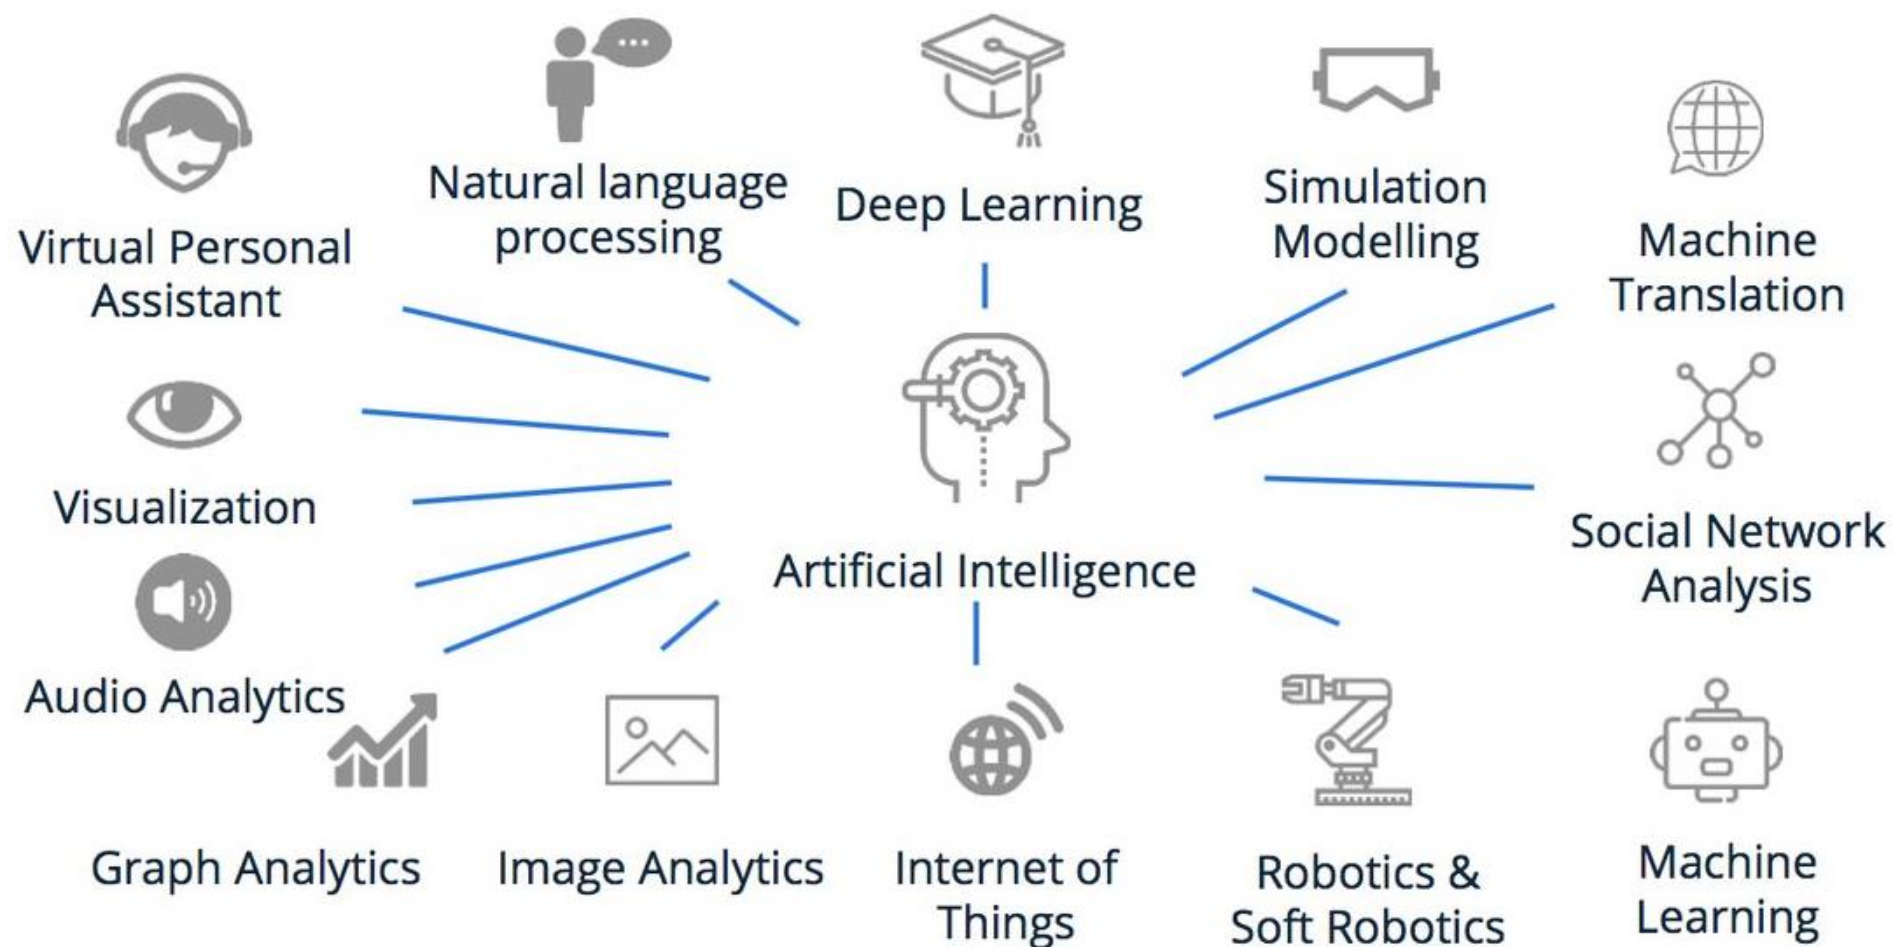 Natural language
processing
Deep Learning
Simulation
Modelling
Virtual Personal
Assistant
Machine
Translation
Visualization
Artificial Intelligence
Social Network
Analysis
Audio Analytics
Graph Analytics
Image Analytics
Internet of
Things
Robotics &
Soft Robotics
Machine
Learning